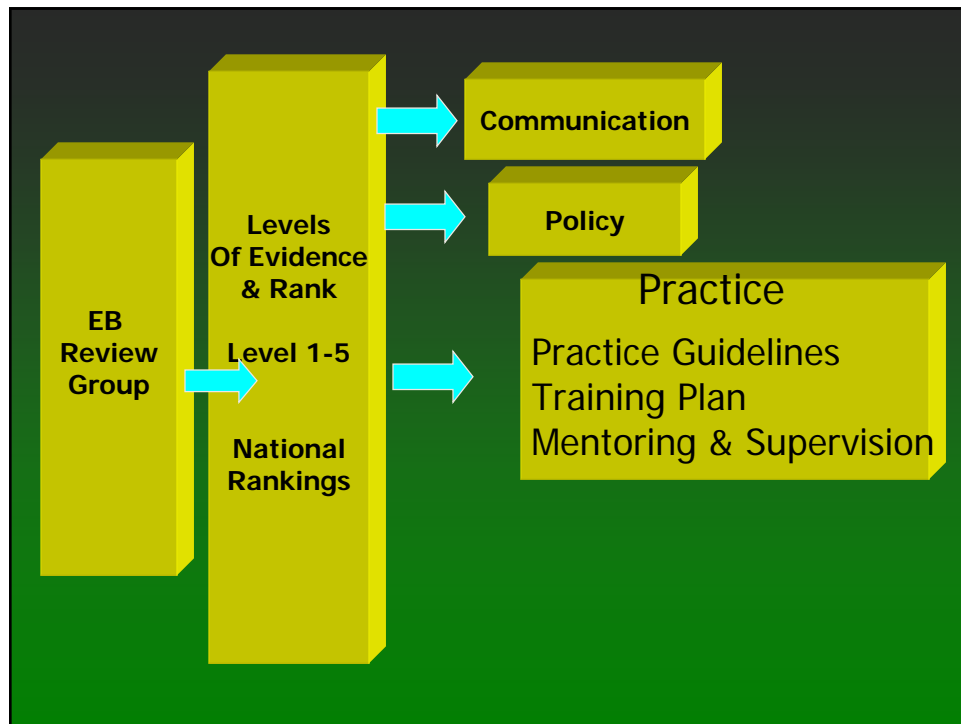 EB
Review
Group
Levels
Of Evidence
& Rank
Level 1-5
National
Rankings
Communication
Policy
Practice
Practice Guidelines
Training Plan
Mentoring & Supervision